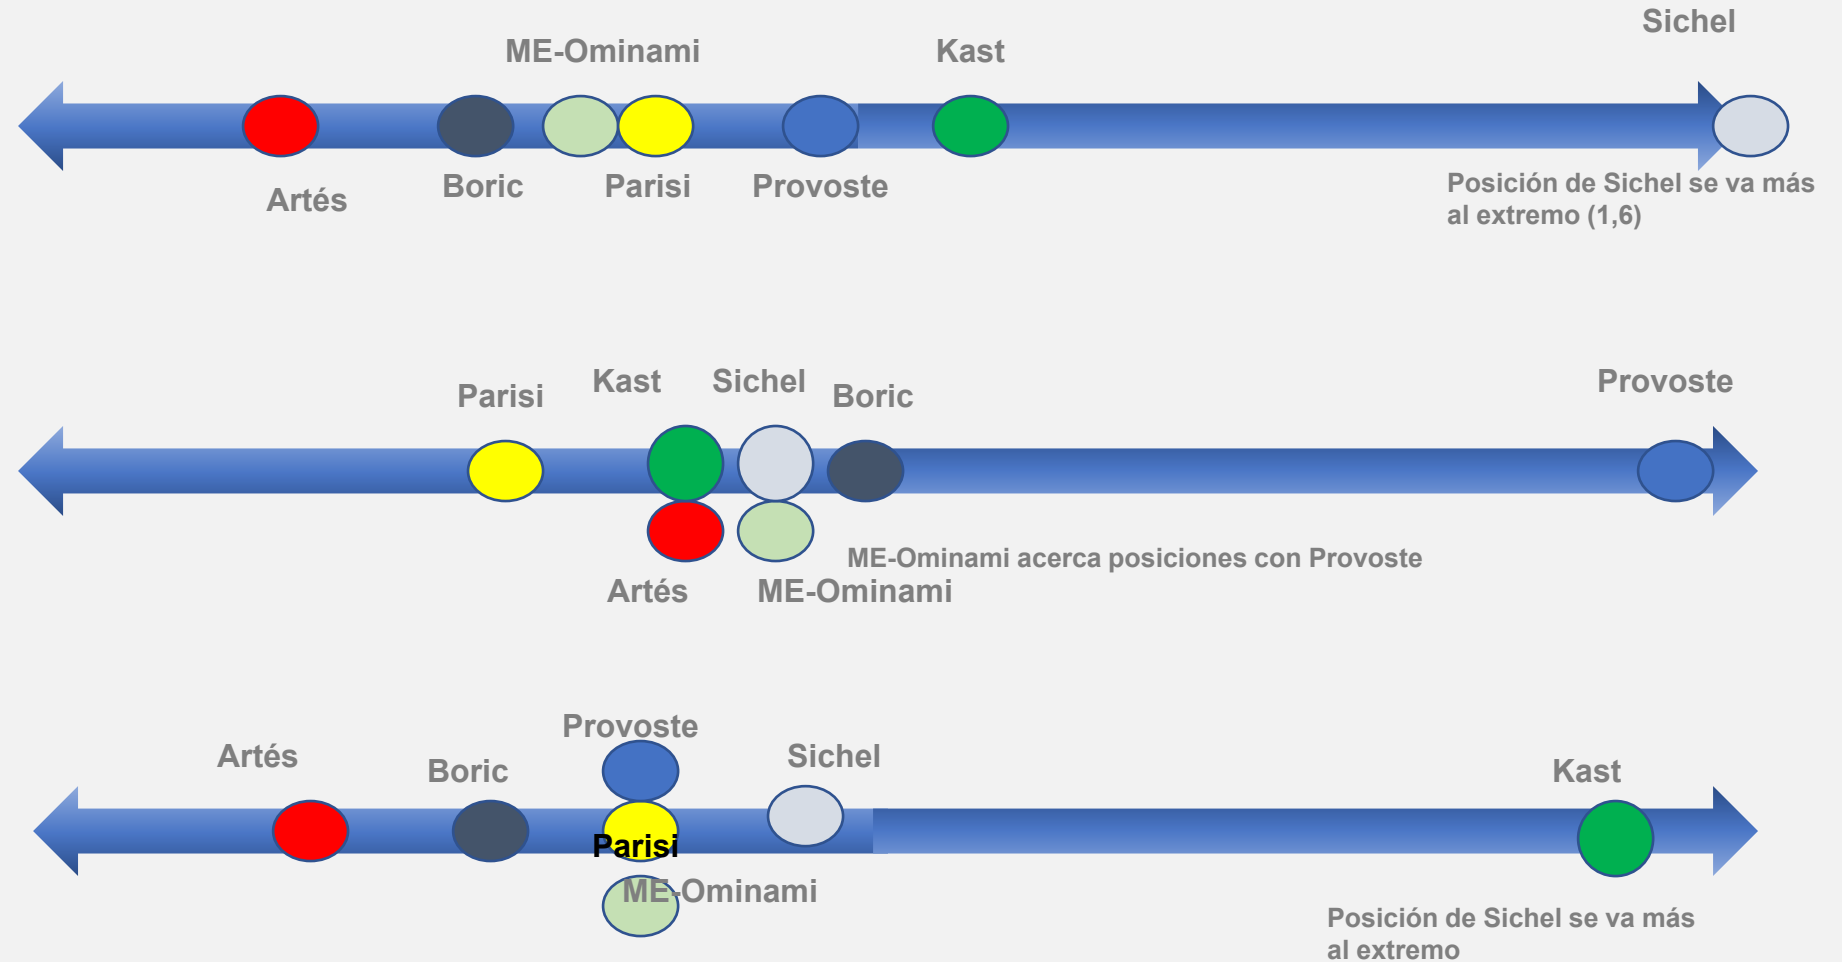 Sichel
ME-Ominami
Kast
Artés
Boric
Parisi
Provoste
Posición de Sichel se va más
al extremo (1,6)
Parisi
Kast
Sichel
Boric
Provoste
ME-Ominami acerca posiciones con Provoste
Artés
ME-Ominami
Provoste
Artés
Boric
Sichel
Kast
Parisi
ME-Ominami
Posición de Sichel se va más
al extremo